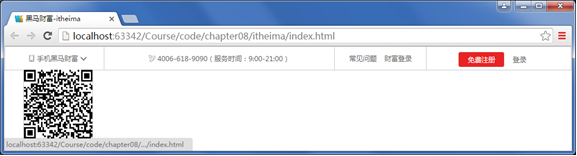 黑马财富-itheima
localhost:63342/Course/code/chapter08/itheima/index.html
手机黑马财富 4006-618-9090（服务时间：9:00-21:00） 常见问题 财富登录 免费注册 登录
localhost:63342/Course/code/chapter08/.../index.html